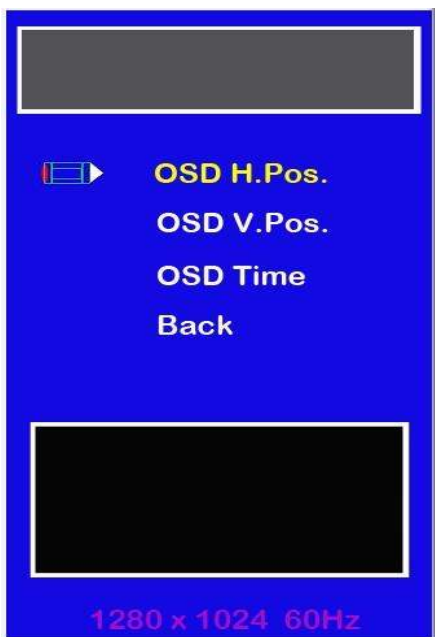 OSD H.Pos.
OSD V.Pos.
OSD Time
Back
1280 x 1024 60Hz